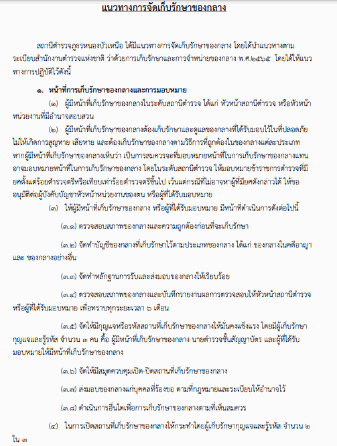 แนวทางการจัดเก็บรักษาของกลาง
สถานีตำรวจภูธรหนองบัวเหนือ ได้มีแนวทางการจัดเก็บรักษาของกลาง โดยได้นำแนวทางตาม
ระเบียบสำนักงานตำรวจแห่งชาติ ว่าด้วยการเก็บรักษาและการจำหน่ายของกลาง พ.ศ.๒๕๖๕ โดยได้ให้แนว
ทางการปฏิบัติไว้ดังนี้
๑. หน้าที่การเก็บรักษาของกลางและการมอบหมาย
(๑) ผู้มีหน้าที่เก็บรักษาของกลางในระดับสถานีตำรวจ ได้แก่ หัวหน้าสถานีตำรวจ หรือหัวหน้า
หน่วยงานที่มีอำนาจสอบสวน
(๒) ผู้มีหน้าที่เก็บรักษาของกลางต้องเก็บรักษาและดูแลของกลางที่ได้รับมอบไว้ในที่ปลอดภัย
ไม่ให้เกิดการสูญหาย เสียหาย และต้องเก็บรักษาของกลางตามวิธีการที่ถูกต้องในของกลางแต่ละประเภท
หากผู้มีหน้าที่เก็บรักษาของกลางเห็นว่า เป็นการสมควรจะที่มอบหมายหน้าที่ในการเก็บรักษาของกลางแทน
อาจมอบหมายหน้าที่ในการเก็บรักษาของกลาง โดยในระดับสถานีตำรวจ ให้มอบหมายข้าราชการตำรวจที่มี
ยศตั้งแต่ร้อยตำรวจตรีหรือเทียบเท่าร้อยตำรวจตรีขึ้นไป เว้นแต่กรณีที่ไม่อาจหาผู้ที่มียศดังกล่าวได้ ให้ขอ
อนุมัติต่อผู้บังคับบัญชาหัวหน้าหน่วยงานของตน หรือผู้ที่ได้รับมอบหมาย
(๓) ให้ผู้มีหน้าที่เก็บรักษาของกลาง หรือผู้ที่ได้รับมอบหมาย มีหน้าที่ดำเนินการดังต่อไปนี้
(๓.๑) ตรวจสอบสภาพของกลางและความถูกต้องก่อนที่จะเก็บรักษา
(๓.๒) จัดทำบัญชีของกลางที่เก็บรักษาไว้ตามประเภทของกลาง ได้แก่ ของกลางในคดีอาญา
และ ของกลางอย่างอื่น
(๓.๓) จัดทำหลักฐานการรับและส่งมอบของกลางให้เรียบร้อย
(๓.๔) ตรวจสอบสภาพของกลางและบันทึกรายงานผลการตรวจสอบให้หัวหน้าสถานีตำรวจ
หรือผู้ที่ได้รับมอบหมาย เพื่อทราบทุกระยะเวลา ๖ เดือน
(๓.๕) จัดให้มีกุญแจหรือรหัสสถานที่เก็บรักษาของกลางให้มั่นคงแข็งแรง โดยมีผู้เก็บรักษา
กุญแจและรู้รหัส จำนวน ๓ คน คือ ผู้มีหน้าที่เก็บรักษาของกลาง นายตำรวจชั้นสัญญาบัตร และผู้ที่ได้รับ
มอบหมายให้มีหน้าที่เก็บรักษาของกลาง
(๓.๖) จัดให้มีสมุดควบคุมเปิด-ปิดสถานที่เก็บรักษาของกลาง
(๓.๗) ส่งมอบของกลางแก่บุคคลที่ร้องขอ ตามที่กฎหมายและระเบียบให้อำนาจไว้
(๓.๘) ดำเนินการอื่นใดเพื่อการเก็บรักษาของกลางตามที่เห็นสมควร
(๔) ในการเปิดสถานที่เก็บรักษาของกลางให้กระทำโดยผู้เก็บรักษากุญแจและรู้รหัส จำนวน ๒
ใน ๓